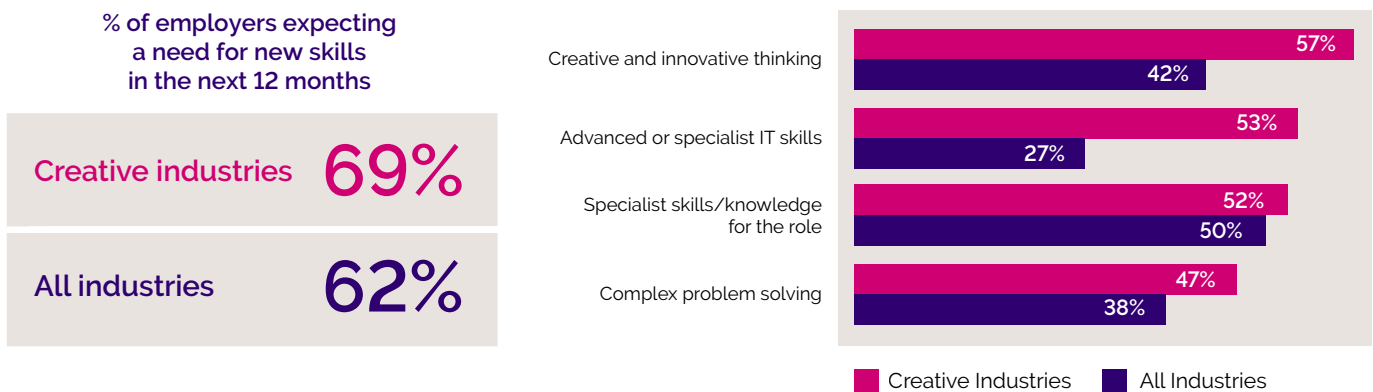 % of employers expecting
a need for new skills
in the next 12 months
Creative industries 69%
All industries 62%
Creative and innovative thinking
57%
42%
Advanced or specialist IT skills
53%
27%
Specialist skills/knowledge
for the role
52%
50%
Complex problem solving
47%
38%
Creative Industries
All Industries